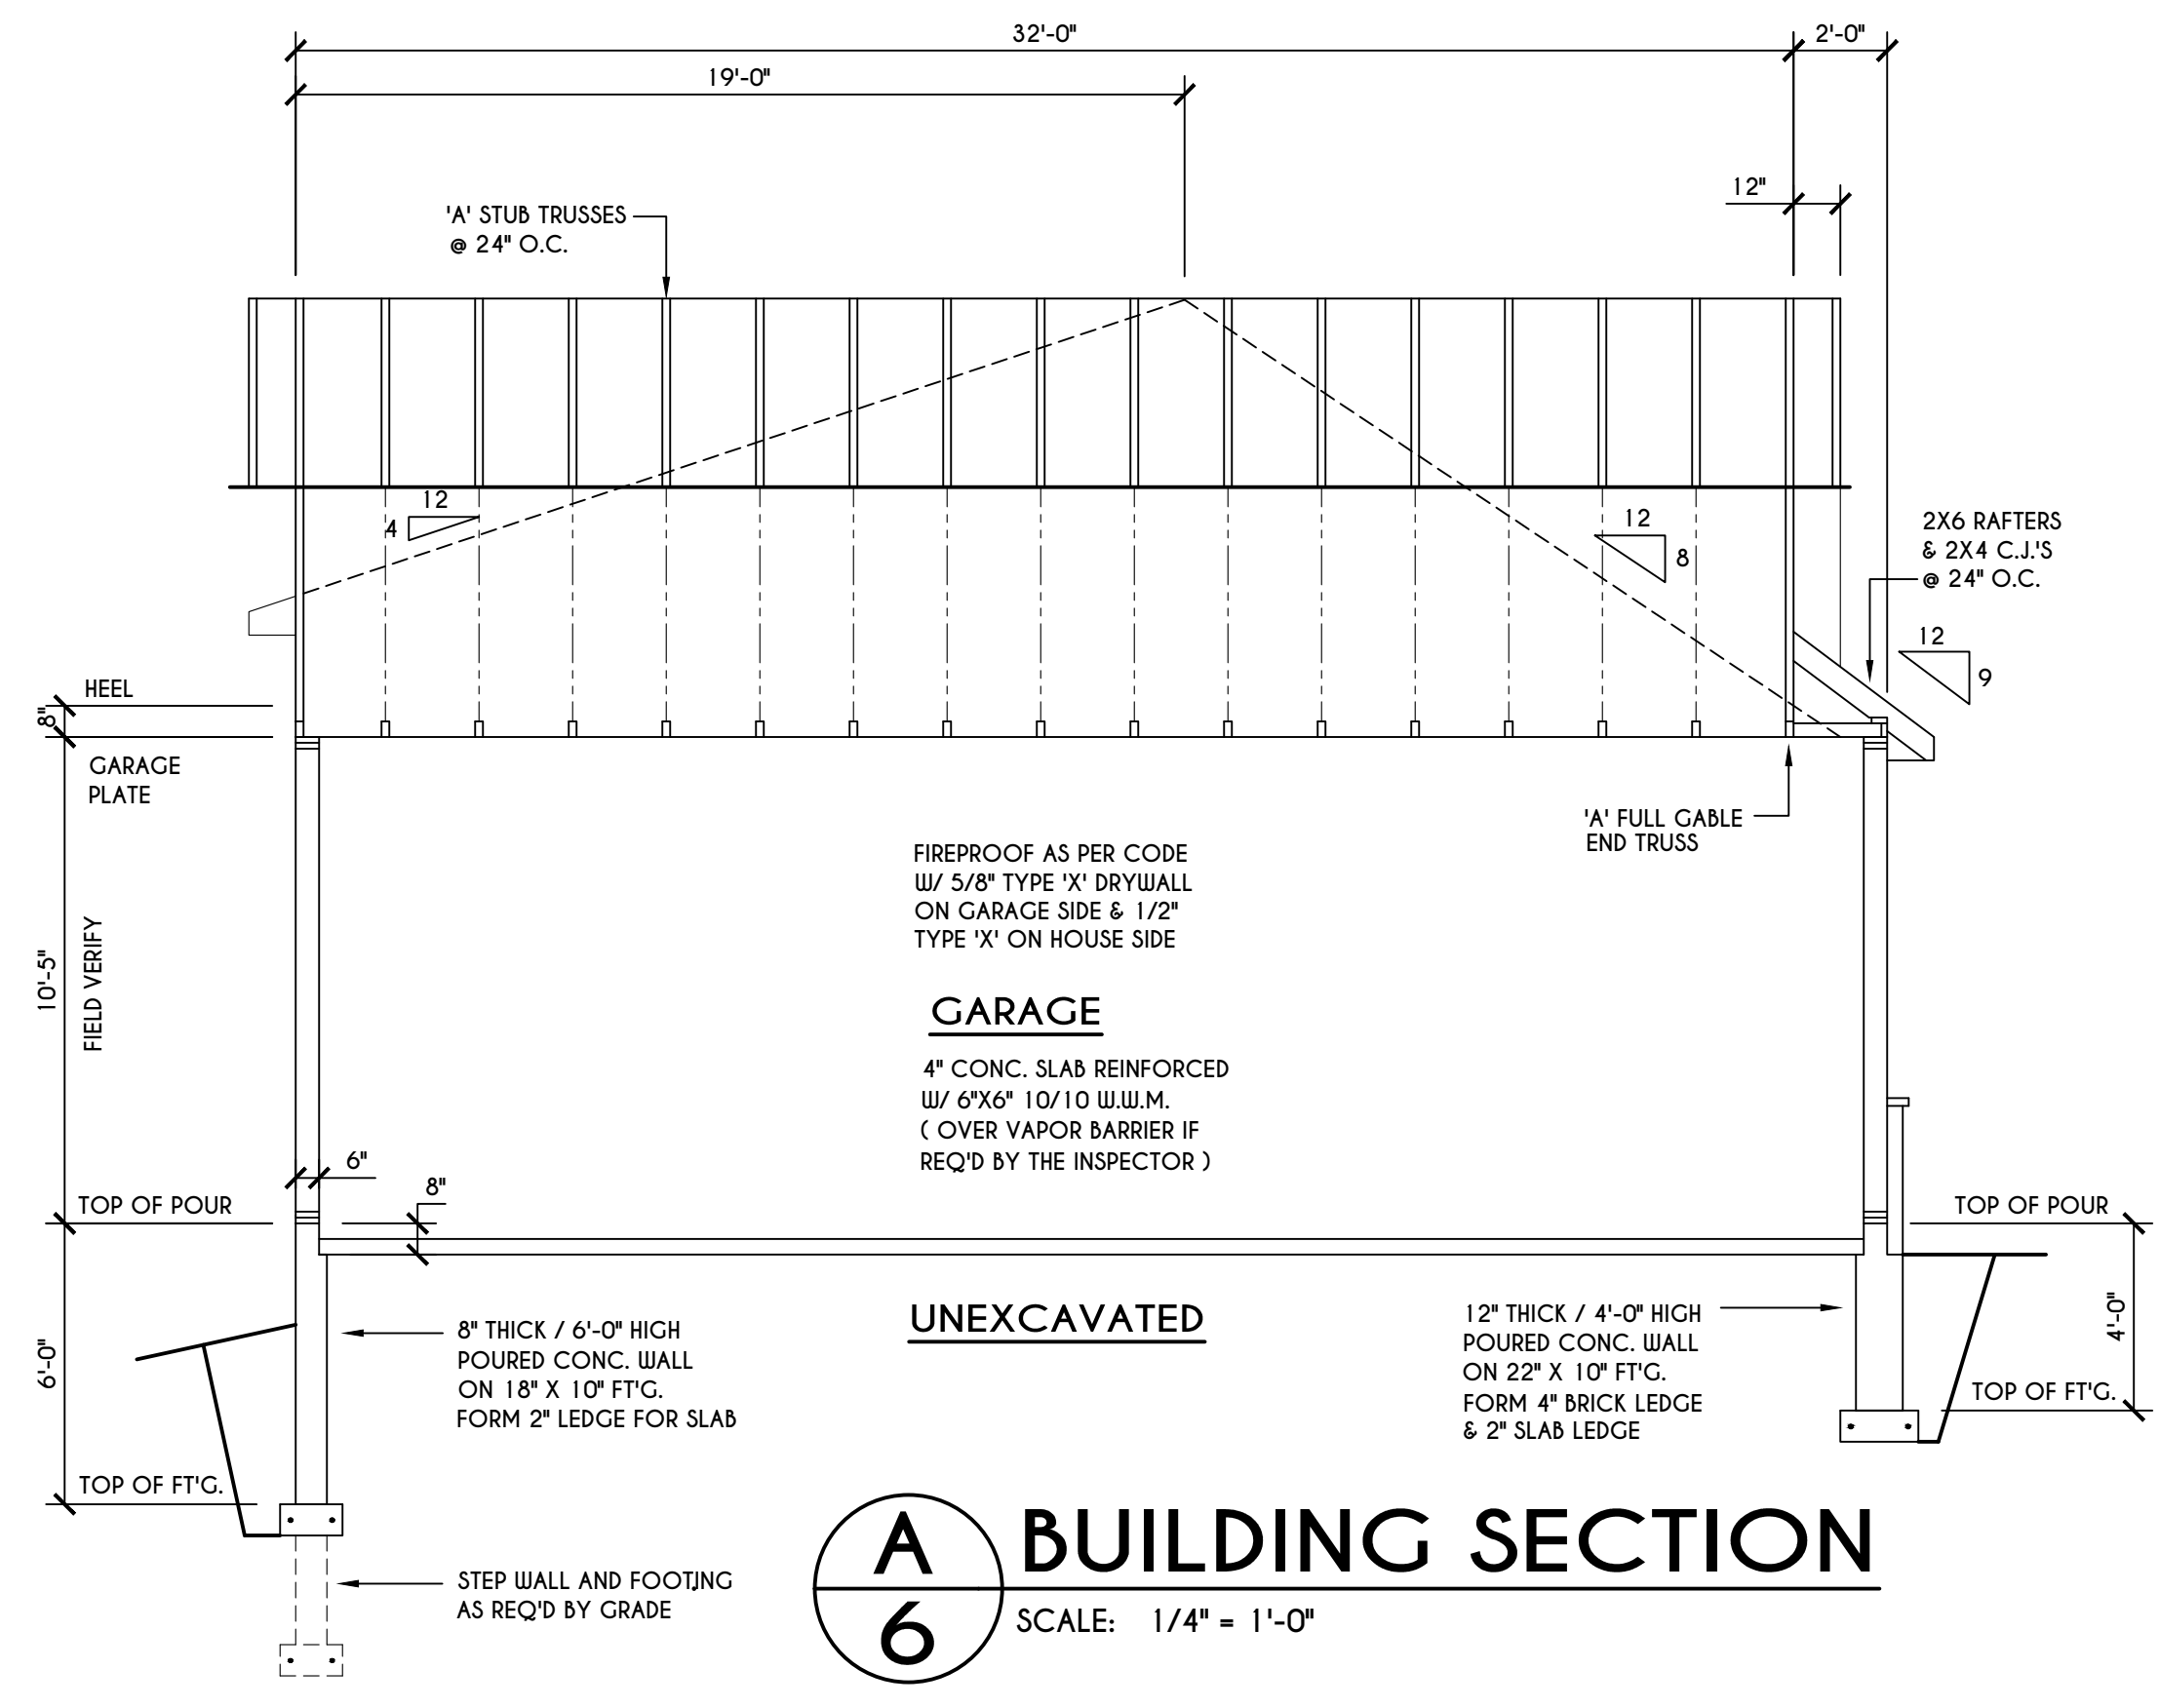 32'-0"
2'-0"
19'-0"
12"
'A' STUB TRUSSES
@ 24" O.C.
12
4
12
8
2X6 RAFTERS
& 2X4 C.J.'S
@ 24" O.C.
12
9
HEEL
8"
GARAGE
PLATE
'A' FULL GABLE
END TRUSS
FIREPROOF AS PER CODE
W/ 5/8" TYPE 'X' DRYWALL
ON GARAGE SIDE & 1/2"
TYPE 'X' ON HOUSE SIDE
10'-5"
FIELD VERIFY
GARAGE
4" CONC. SLAB REINFORCED
W/ 6"X6" 10/10 W.W.M.
( OVER VAPOR BARRIER IF
REQ'D BY THE INSPECTOR )
6"
8"
TOP OF POUR
TOP OF POUR
UNEXCAVATED
8" THICK / 6'-0" HIGH
POURED CONC. WALL
ON 18" X 10" FT'G.
FORM 2" LEDGE FOR SLAB
12" THICK / 4'-0" HIGH
POURED CONC. WALL
ON 22" X 10" FT'G.
FORM 4" BRICK LEDGE
& 2" SLAB LEDGE
6'-0"
4'-0"
TOP OF FT'G.
TOP OF FT'G.
STEP WALL AND FOOTING
AS REQ'D BY GRADE
A
6
BUILDING SECTION
SCALE: 1/4" = 1'-0"